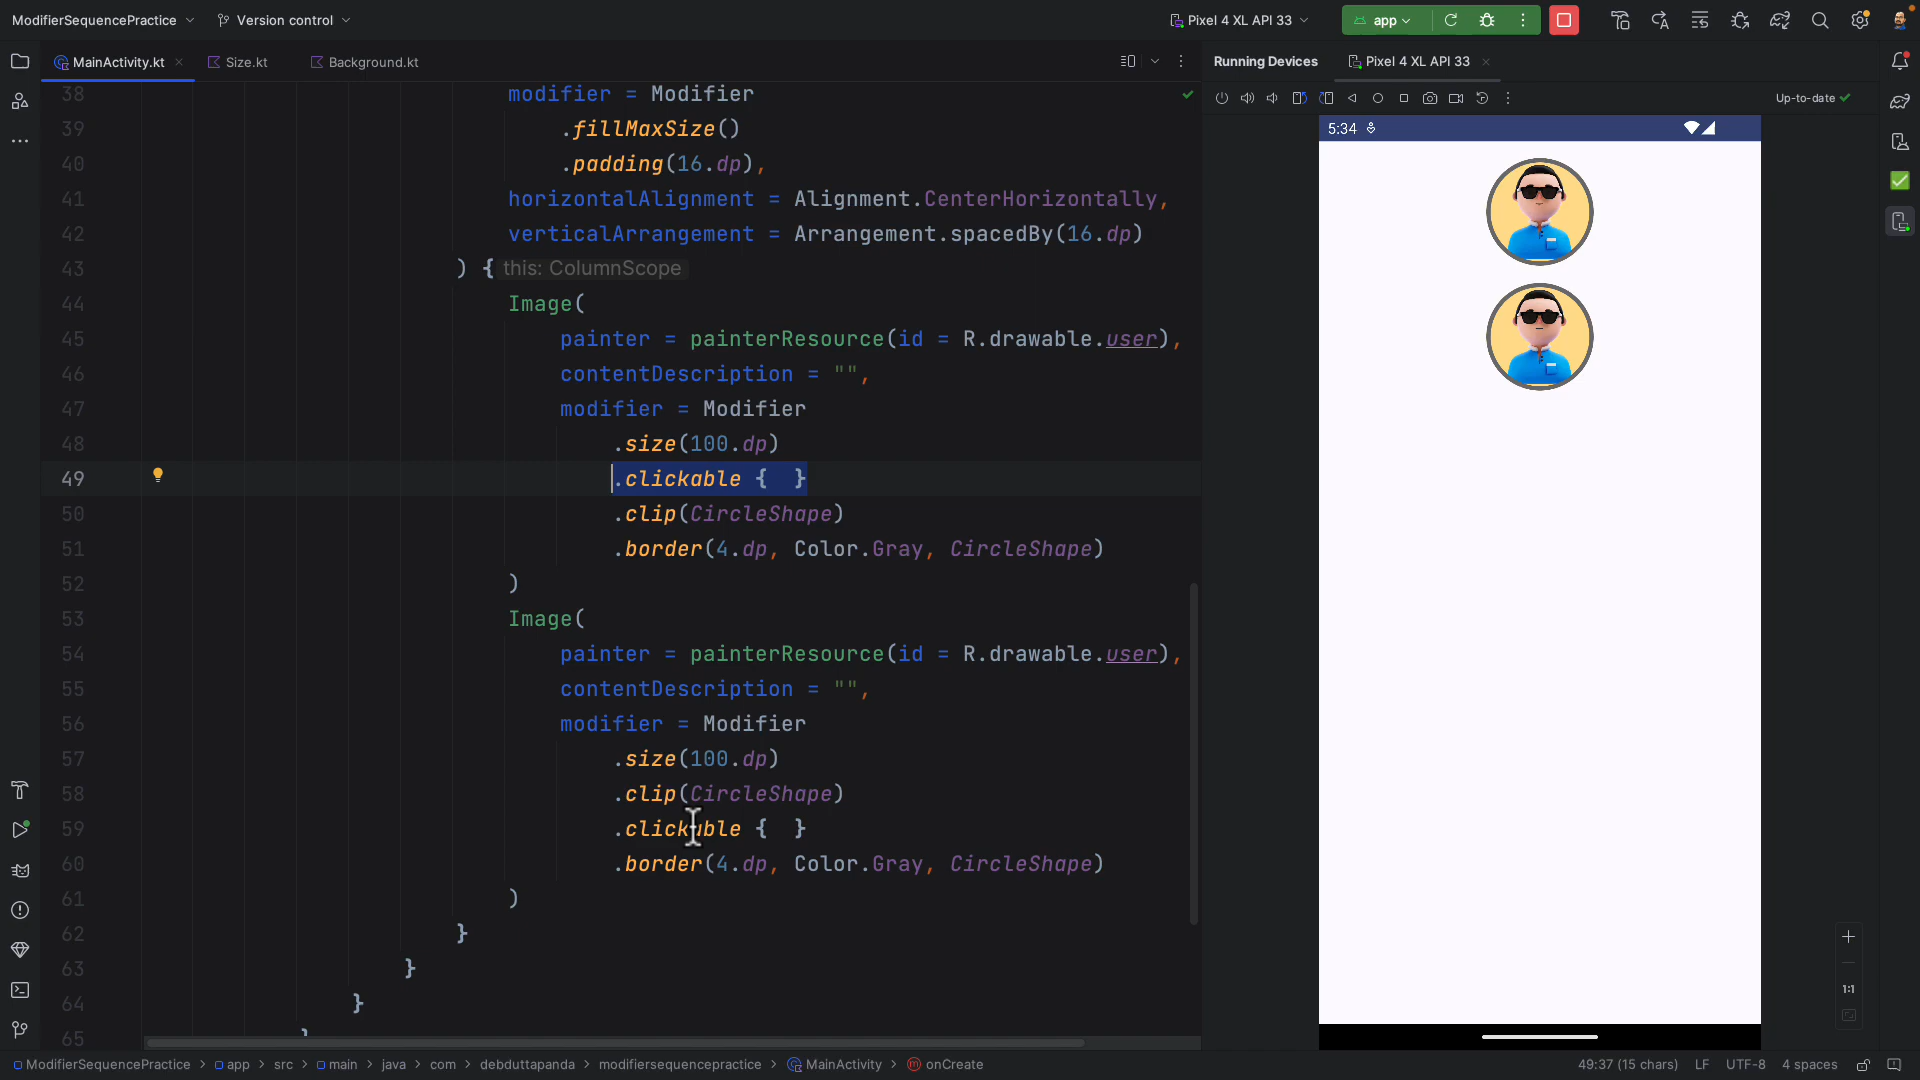 ModifierSequencePractice
Version control
Pixel 4 XL API 33
app
MainActivity.kt
Size.kt
Background.kt
Running Devices
Pixel 4 XL API 33
Up-to-date
38 modifier = Modifier
39 .fillMaxSize()
40 .padding(16.dp),
41 horizontalAlignment = Alignment.CenterHorizontally,
42 verticalArrangement = Arrangement.spacedBy(16.dp)
43 ) { this: ColumnScope
44 Image(
45 painter = painterResource(id = R.drawable.user),
46 contentDescription = "",
47 modifier = Modifier
48 .size(100.dp)
49 .clickable {  }
50 .clip(CircleShape)
51 .border(4.dp, Color.Gray, CircleShape)
52 )
53 Image(
54 painter = painterResource(id = R.drawable.user),
55 contentDescription = "",
56 modifier = Modifier
57 .size(100.dp)
58 .clip(CircleShape)
59 .clickable {  }
60 .border(4.dp, Color.Gray, CircleShape)
61 )
62 }
63 }
64 }
65 }
5:34
1:1
ModifierSequencePractice > app > src > main > java > com > debduttapanda > modifiersequencepractice > MainActivity > onCreate
49:37 (15 chars) LF UTF-8 4 spaces